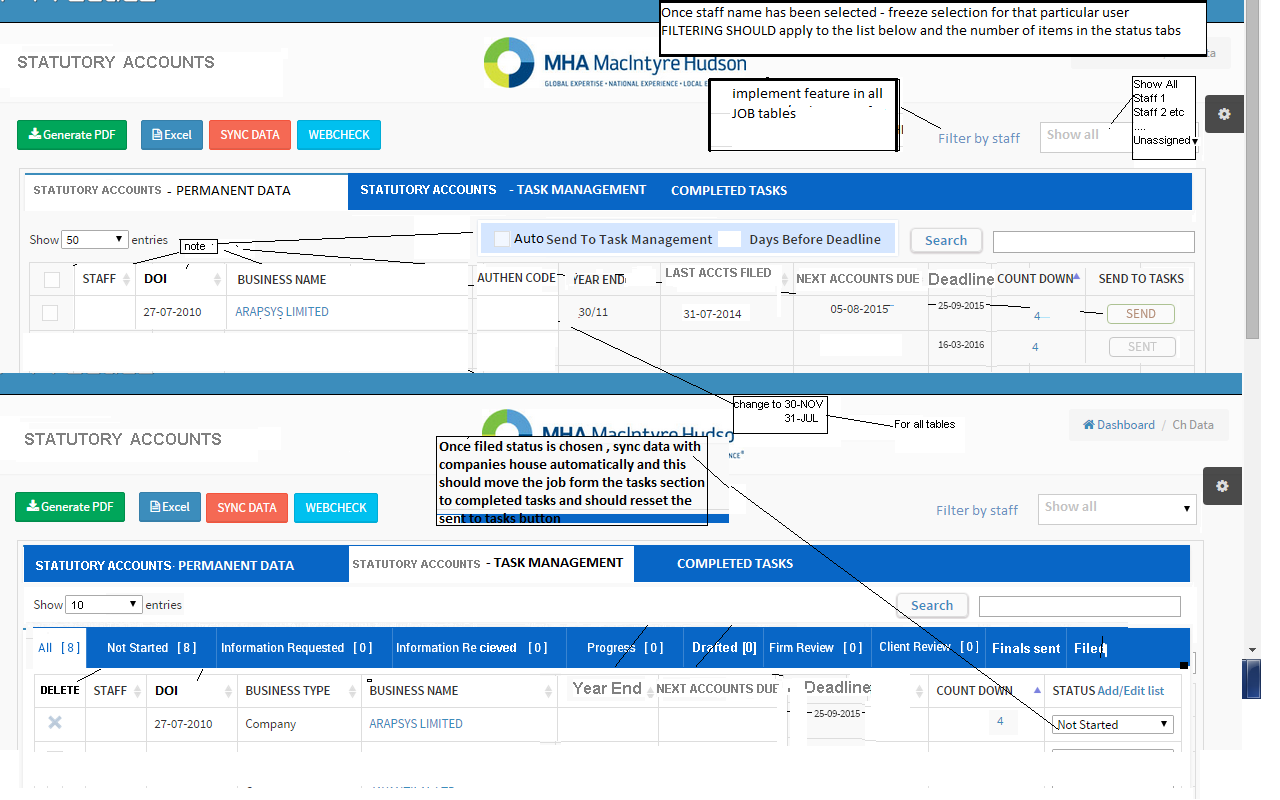 Once staff name has been selected - freeze selection for that particular user
FILTERING SHOULD apply to the list below and the number of items in the status tabs
STATUTORY ACCOUNTS
MHA MacIntyre Hudson
GLOBAL EXPERTISE • NATIONAL EXPERIENCE • LOCAL
implement feature in all
JOB tables
Show All
Staff 1
Staff 2 etc
....
Unassigned
Generate PDF Excel SYNC DATA WEBCHECK
Filter by staff Show all
STATUTORY ACCOUNTS - PERMANENT DATA STATUTORY ACCOUNTS - TASK MANAGEMENT COMPLETED TASKS
Show 50 entries note Auto Send To Task Management Days Before Deadline Search
STAFF DOI BUSINESS NAME AUTHEN CODE YEAR END LAST ACCTS FILED NEXT ACCOUNTS DUE Deadline COUNT DOWN SEND TO TASKS
27-07-2010 ARAPSYS LIMITED 30/11 31-07-2014 05-08-2015 25-09-2015 4 SEND
16-03-2016 4 SENT
change to 30-NOV
31-JUL
For all tables
STATUTORY ACCOUNTS
MHA MacIntyre Hudson
Dashboard / Ch Data
Once filed status is chosen , sync data with
companies house automatically and this
should move the job form the tasks section
to completed tasks and should resset the
sent to tasks button
Generate PDF Excel SYNC DATA WEBCHECK
Filter by staff Show all
STATUTORY ACCOUNTS- PERMANENT DATA STATUTORY ACCOUNTS - TASK MANAGEMENT COMPLETED TASKS
Show 10 entries Search
All [ 8 ] Not Started [ 8 ] Information Requested [ 0 ] Information Re cieved [ 0 ] Progress [ 0 ] Drafted [0] Firm Review [ 0 ] Client Review [ 0 ] Finals sent Filed
DELETE STAFF DOI BUSINESS TYPE BUSINESS NAME Year End NEXT ACCOUNTS DUE Deadline COUNT DOWN STATUS Add/Edit list
27-07-2010 Company ARAPSYS LIMITED 25-09-2015 4 Not Started